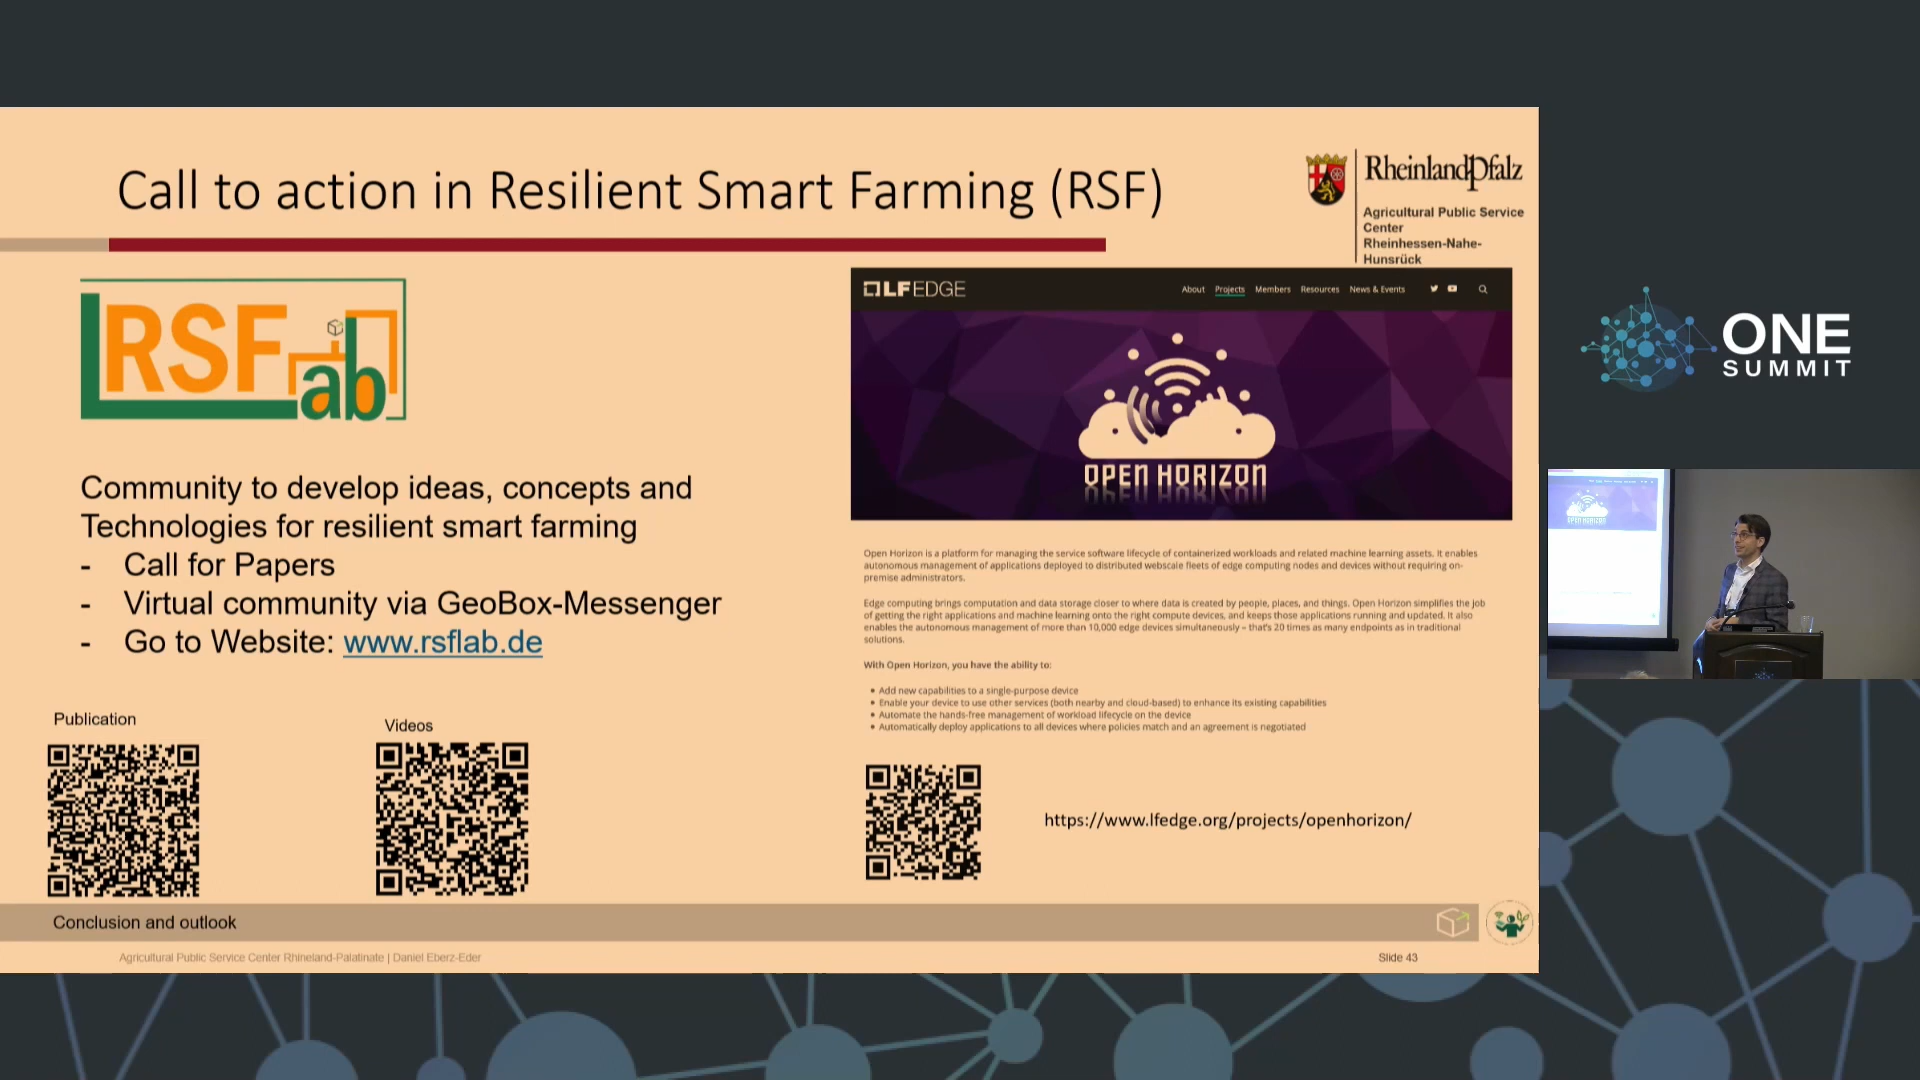 Call to action in Resilient Smart Farming (RSF)
RheinlandPfalz
Agricultural Public Service
Center
Rheinhessen-Nahe-
Hunsrück
RSF
Lab
Community to develop ideas, concepts and
Technologies for resilient smart farming
- Call for Papers
- Virtual community via GeoBox-Messenger
- Go to Website: www.rsflab.de
Publication
Videos
LFEDGE
About Projects Members Resources News & Events
OPEN HORIZON
Open Horizon is a platform for managing the service software lifecycle of containerized workloads and related machine learning assets. It enables
autonomous management of applications deployed to distributed webscale fleets of edge computing nodes and devices without requiring on-
premise administrators.
Edge computing brings computation and data storage closer to where data is created by people, places, and things. Open Horizon simplifies the job
of getting the right applications and machine learning onto the right compute devices, and keeps those applications running and updated. It also
enables the autonomous management of more than 10,000 edge devices simultaneously – that's 20 times as many endpoints as in traditional
solutions.
With Open Horizon, you have the ability to:
• Add new capabilities to a single-purpose device
• Enable your device to use other services (both nearby and cloud-based) to enhance its existing capabilities
• Automate the hands-free management of workload lifecycle on the device
• Automatically deploy applications to all devices where policies match and an agreement is negotiated
https://www.lfedge.org/projects/openhorizon/
Conclusion and outlook
Agricultural Public Service Center Rhineland-Palatinate | Daniel Eberz-Eder
Slide 43
ONE
SUMMIT
OPEN HORIZON